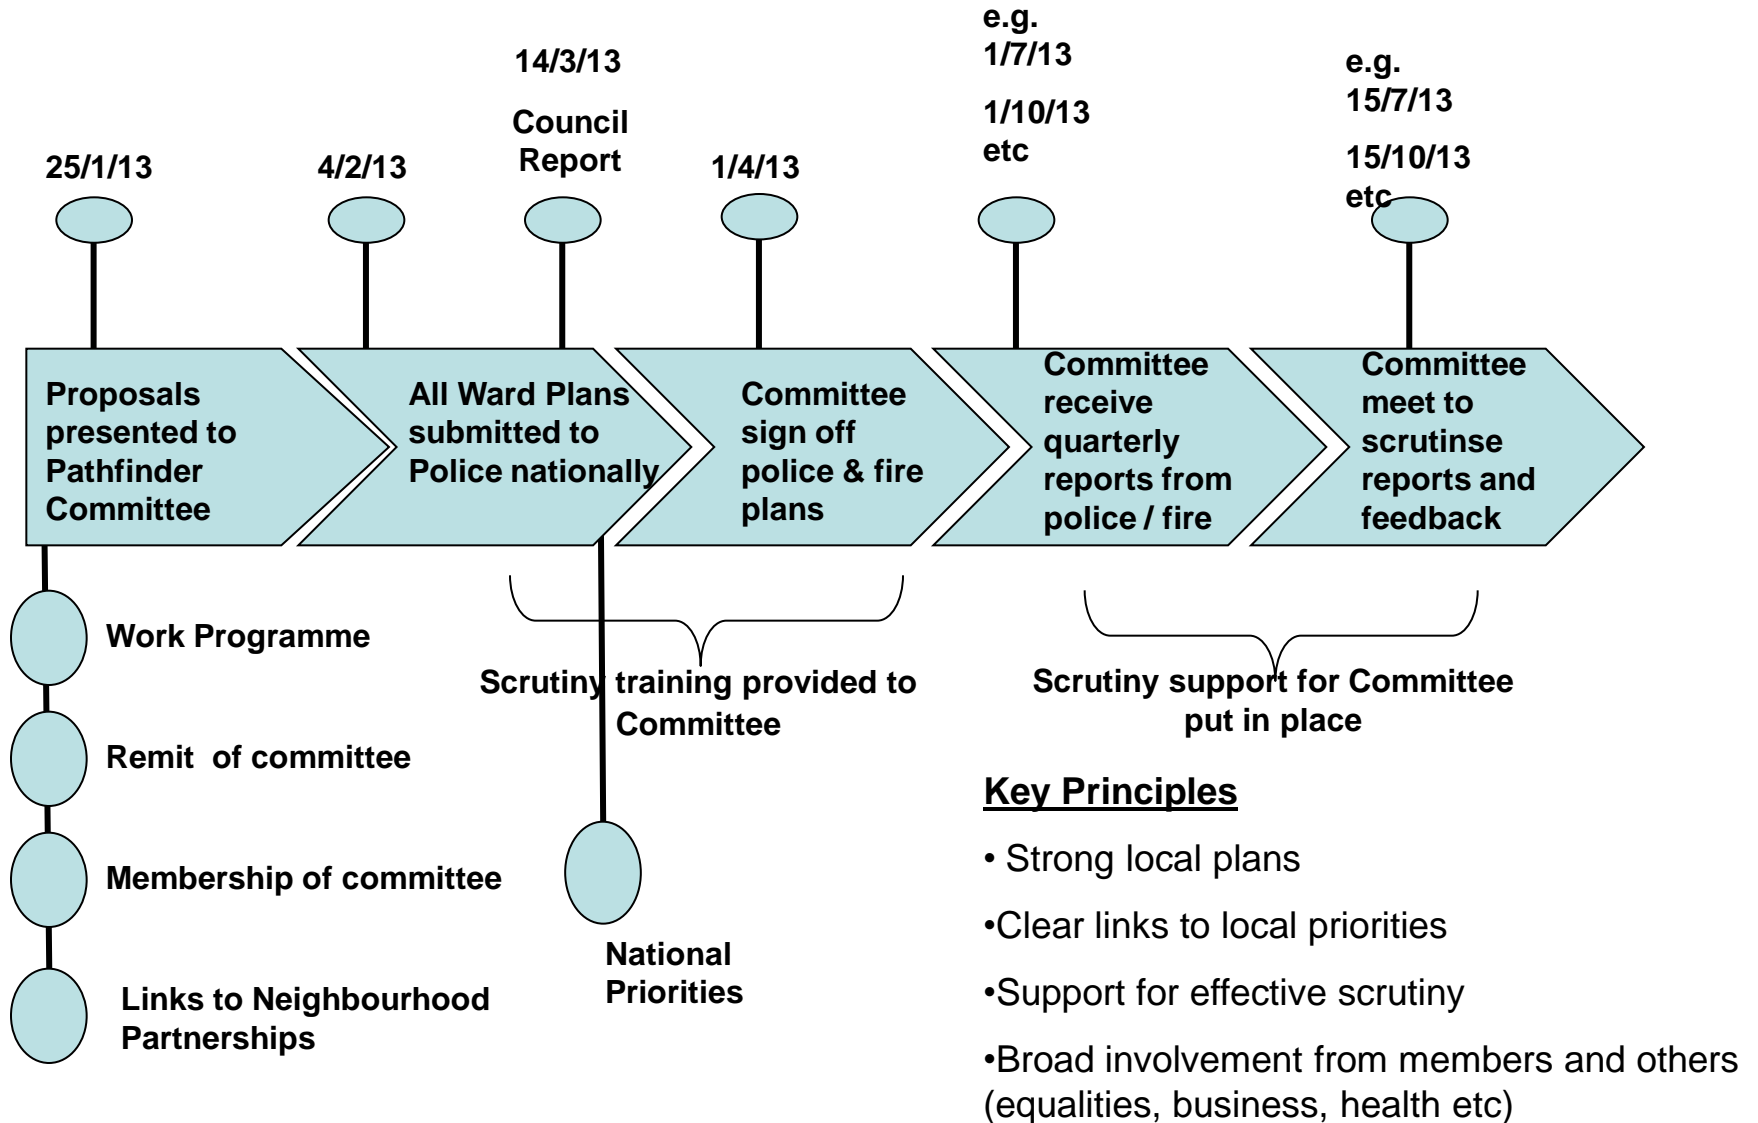 25/1/13
4/2/13
14/3/13
Council
Report
1/4/13
e.g.
1/7/13
1/10/13
etc
e.g.
15/7/13
15/10/13
etc
Proposals
presented to
Pathfinder
Committee
All Ward Plans
submitted to
Police nationally
Committee
sign off
police & fire
plans
Committee
receive
quarterly
reports from
police / fire
Committee
meet to
scrutinse
reports and
feedback
Work Programme
Remit of committee
Membership of committee
Links to Neighbourhood
Partnerships
Scrutiny training provided to
Committee
National
Priorities
Scrutiny support for Committee
put in place
Key Principles
• Strong local plans
•Clear links to local priorities
•Support for effective scrutiny
•Broad involvement from members and others
(equalities, business, health etc)